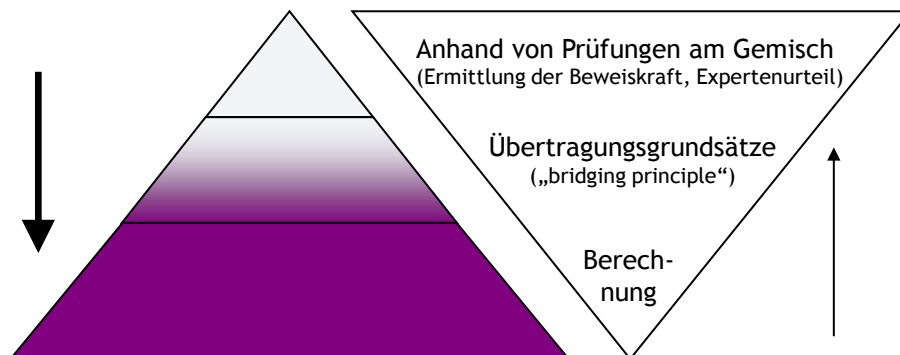 Anhand von Prüfungen am Gemisch
(Ermittlung der Beweiskraft, Expertenurteil)
Übertragungsgrundsätze
(„bridging principle“)
Berech-
nung